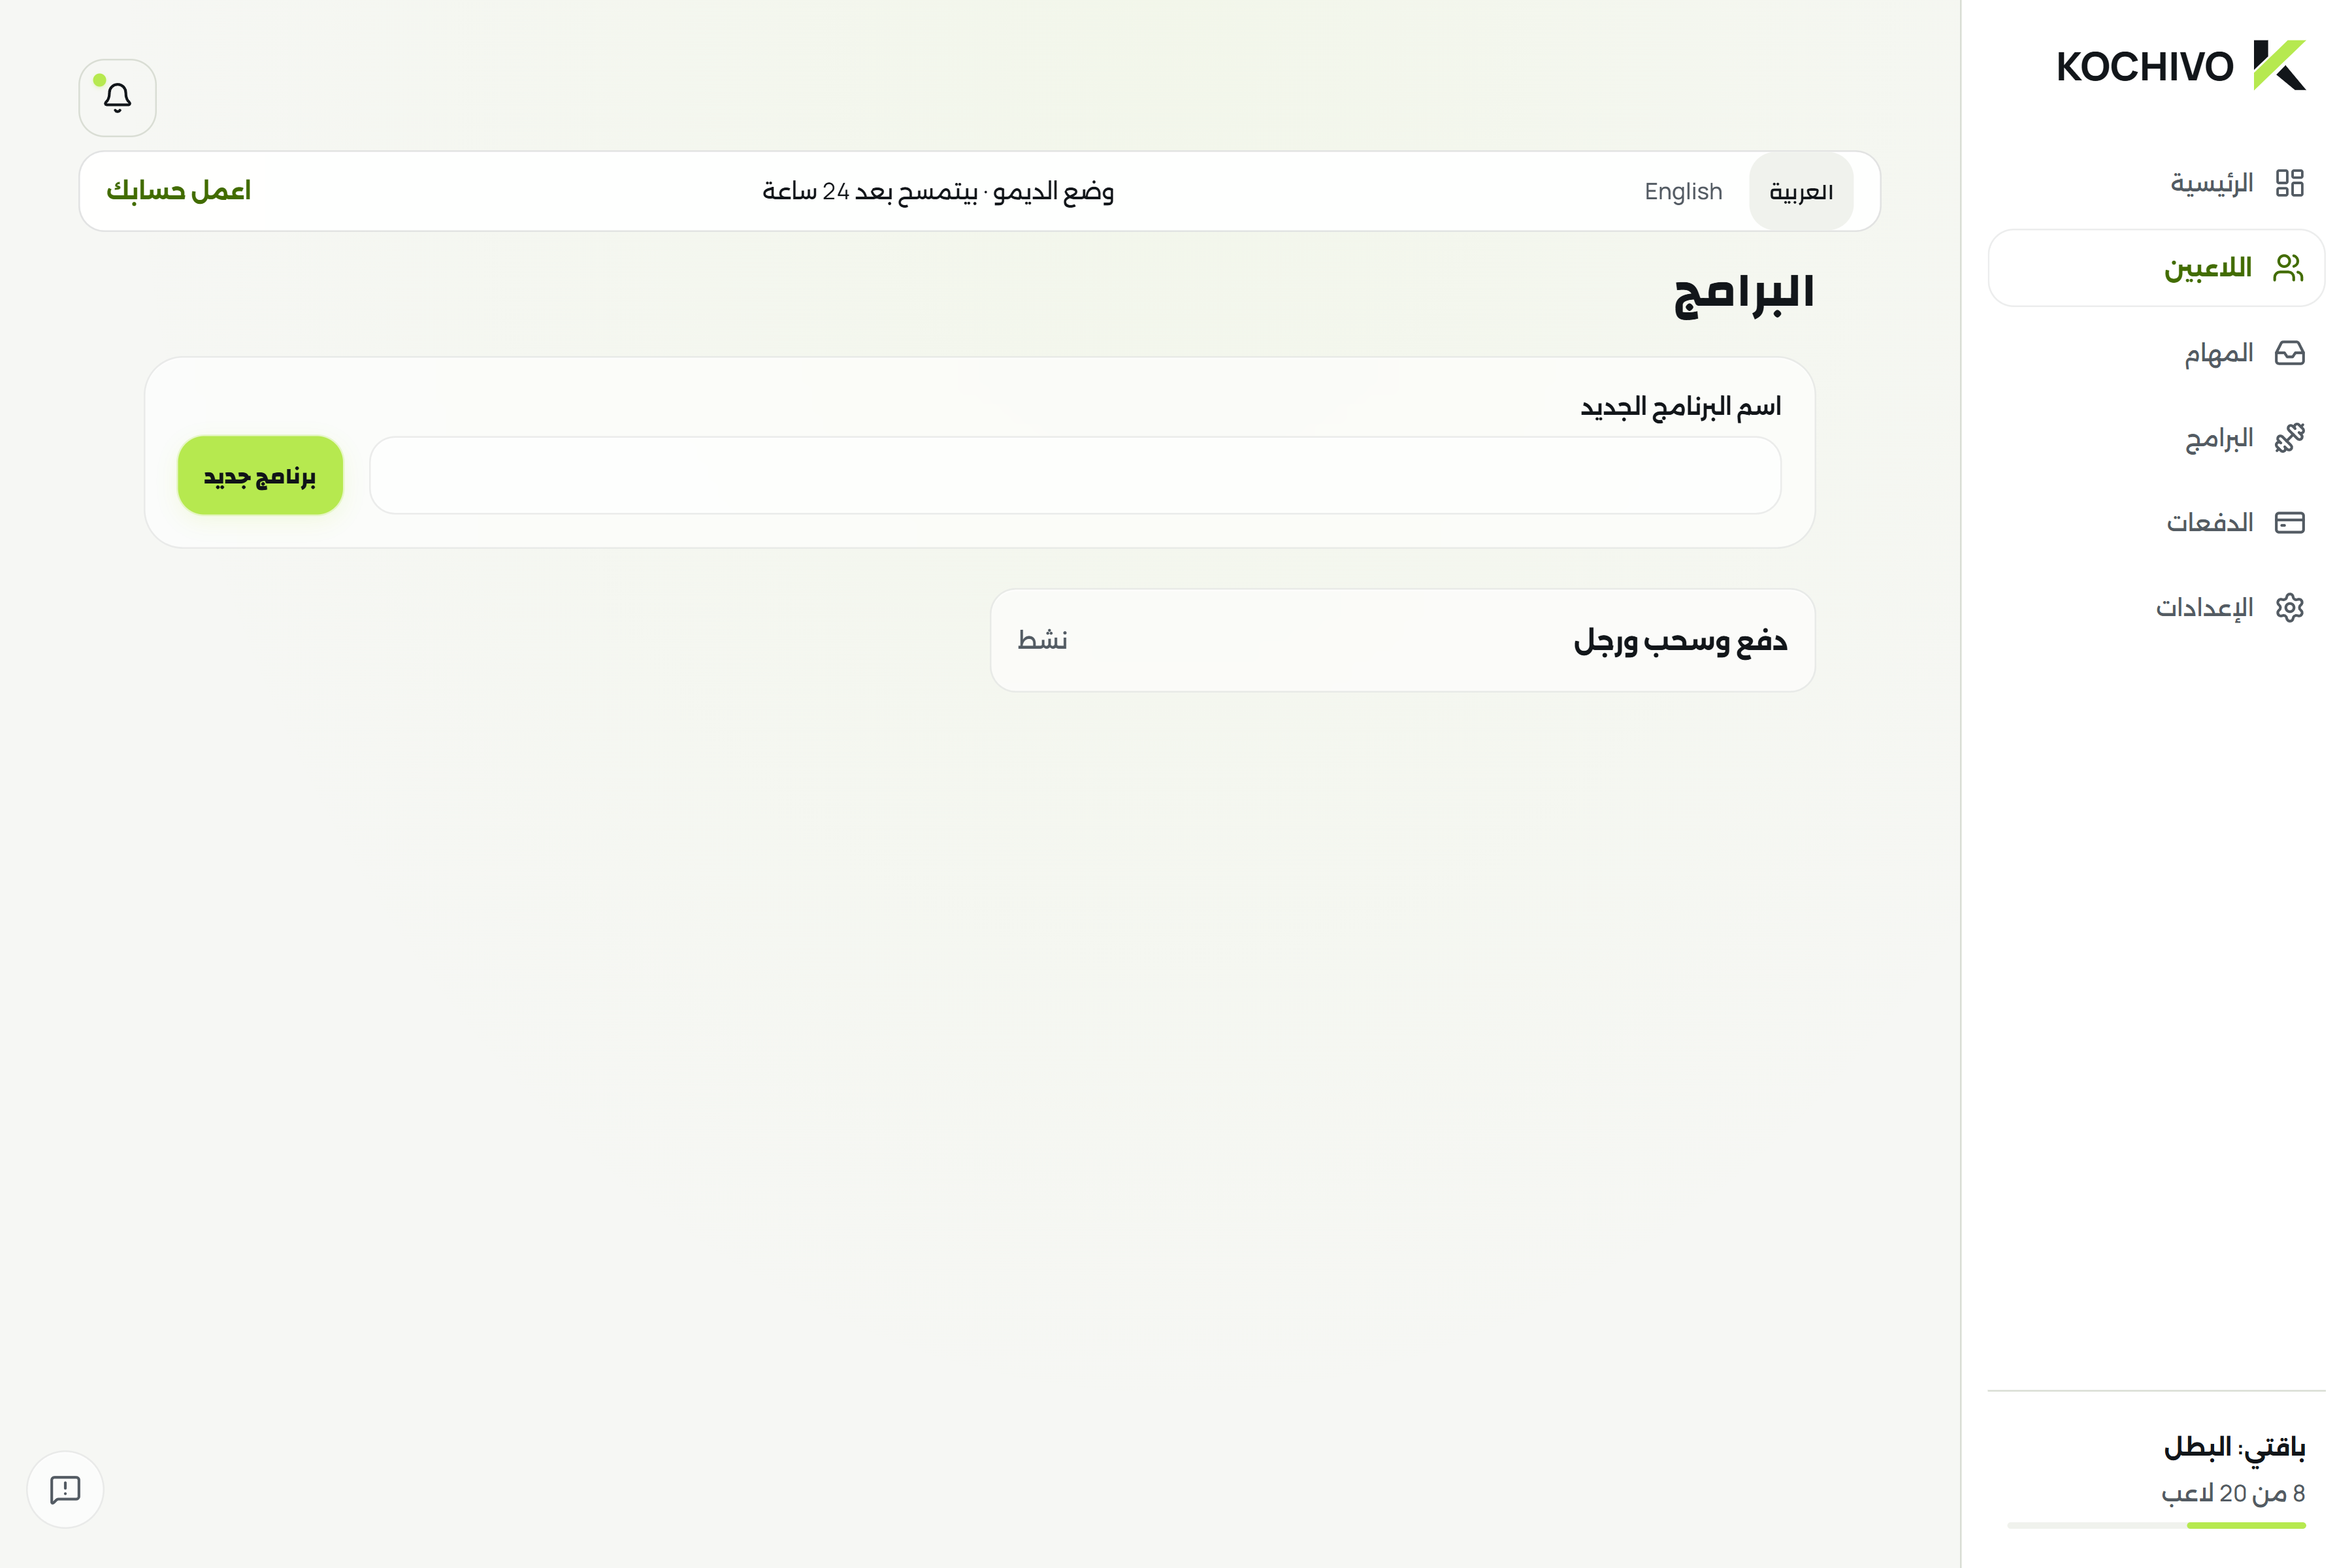 KOCHIVO
الرئيسية
اللاعبين
المهام
البرامج
الدفعات
الإعدادات
باقتي: البطل
8 من 20 لاعب
العربية
English
وضع الديمو · بيتمسح بعد 24 ساعة
اعمل حسابك
البرامج
اسم البرنامج الجديد
برنامج جديد
دفع وسحب ورجل
نشط